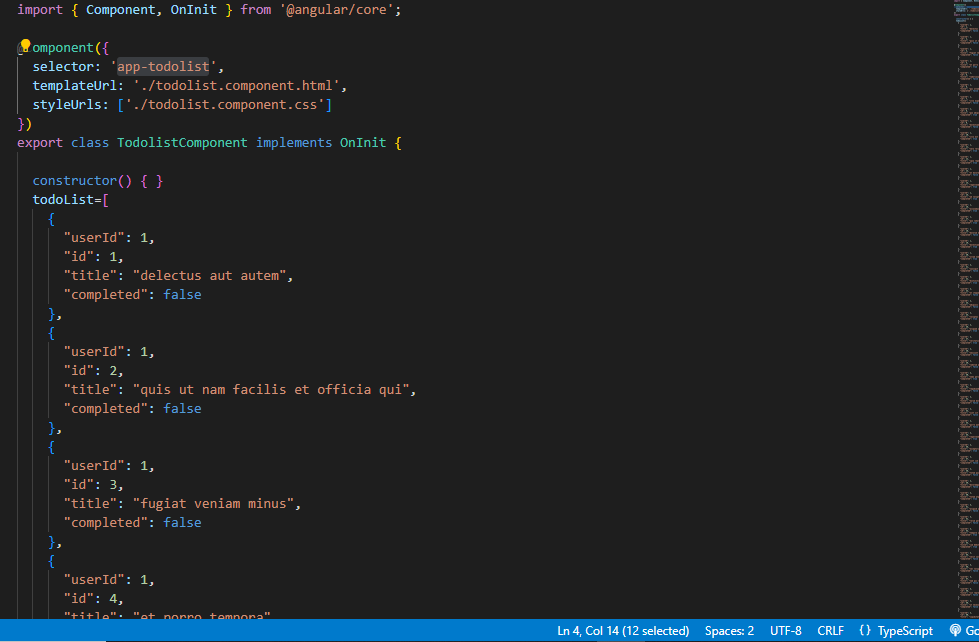 import { Component, OnInit } from '@angular/core';
@Component({
selector: 'app-todolist',
templateUrl: './todolist.component.html',
styleUrls: ['./todolist.component.css']
})
export class TodolistComponent implements OnInit {
constructor() { }
todoList=[
{
"userId": 1,
"id": 1,
"title": "delectus aut autem",
"completed": false
},
{
"userId": 1,
"id": 2,
"title": "quis ut nam facilis et officia qui",
"completed": false
},
{
"userId": 1,
"id": 3,
"title": "fugiat veniam minus",
"completed": false
},
{
"userId": 1,
"id": 4,
"title": "et porro tempora"
Ln 4, Col 14 (12 selected) Spaces: 2 UTF-8 CRLF {} TypeScript Go